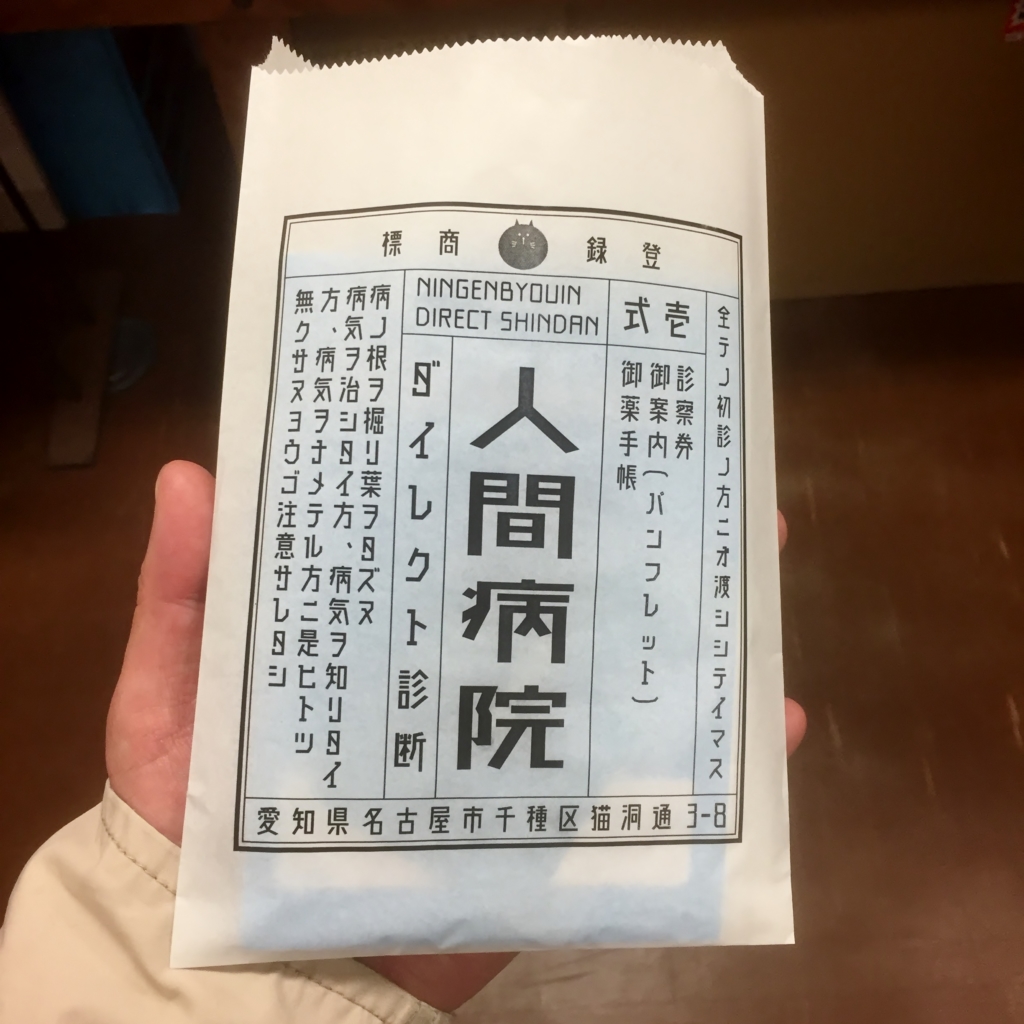 登録商標
全テノ初診ノ方ニオ渡シシテイマス
壱式
診察券
御案内(パンフレット)
御薬手帳
NINGENBYOUIN
DIRECT SHINDAN
人間病院
ダイレクト診断
病ノ根ヲ掘リ葉ヲタズヌ
病気ヲ治シタイ方、病気ヲ知リタイ
方、病気ヲナメテル方ニ是ヒトツ
無クサヌヨウゴ注意サレタシ
愛知県名古屋市千種区猫洞通3-8